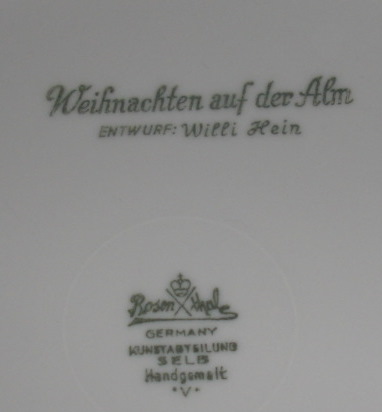 Weihnachten auf der Alm
ENTWURF: Willi Hein
Rosenthal
GERMANY
KUNSTABTEILUNG
SELB
Handgemalt
"V"